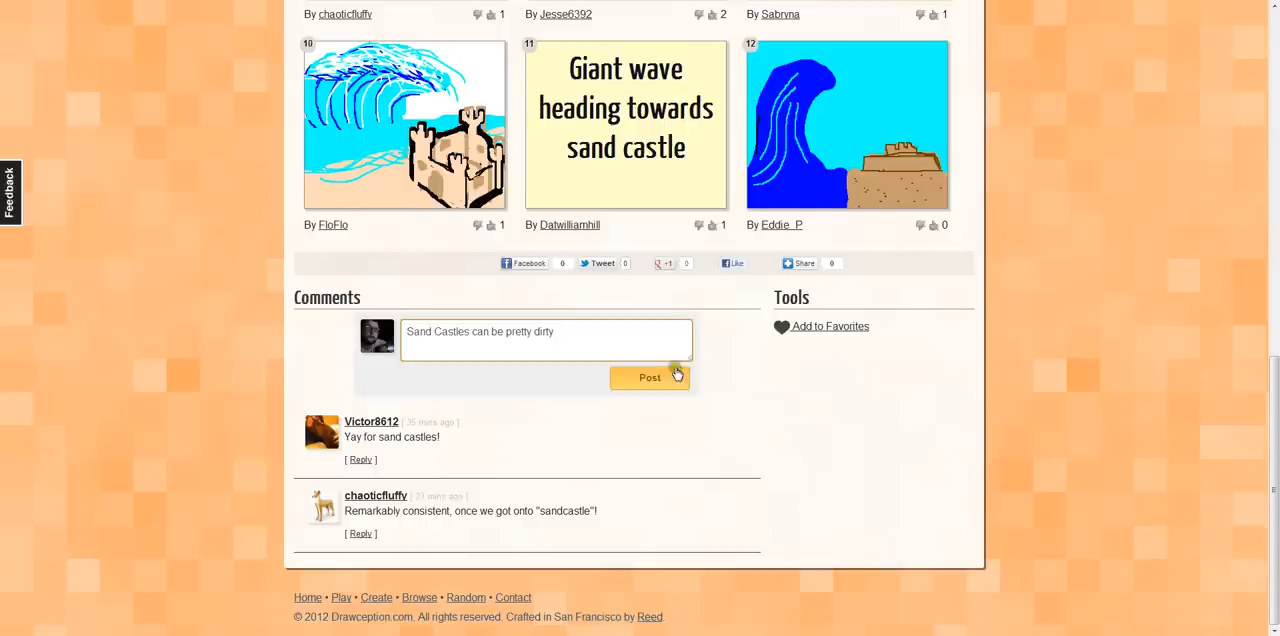 By chaoticfluffy 1 By Jesse6392 2 By Sabrvna 1
10 11 12
Giant wave
heading towards
sand castle
By FloFlo 1 By Datwilliamhill 1 By Eddie_P 0
Feedback
Facebook 0 Tweet 0 +1 0 Like Share 0
Comments Tools
Sand Castles can be pretty dirty
Add to Favorites
Post
Victor8612 [ 35 mins ago ]
Yay for sand castles!
[ Reply ]
chaoticfluffy [ 23 mins ago ]
Remarkably consistent, once we got onto "sandcastle"!
[ Reply ]
Home • Play • Create • Browse • Random • Contact
© 2012 Drawception.com. All rights reserved. Crafted in San Francisco by Reed.